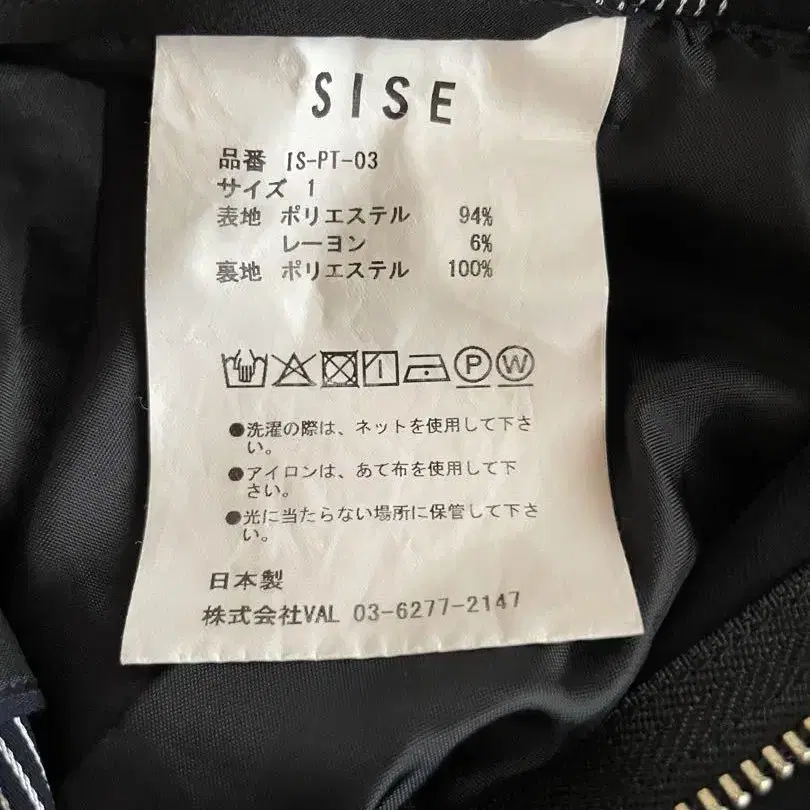 SISE
品番 IS-PT-03
サイズ 1
表地 ポリエステル 94%
レーヨン 6%
裏地 ポリエステル 100%
P W
●洗濯の際は、ネットを使用して下さ
い。
●アイロンは、あて布を使用して下
さい。
●光に当たらない場所に保管して下さ
い。
日本製
株式会社VAL 03-6277-2147